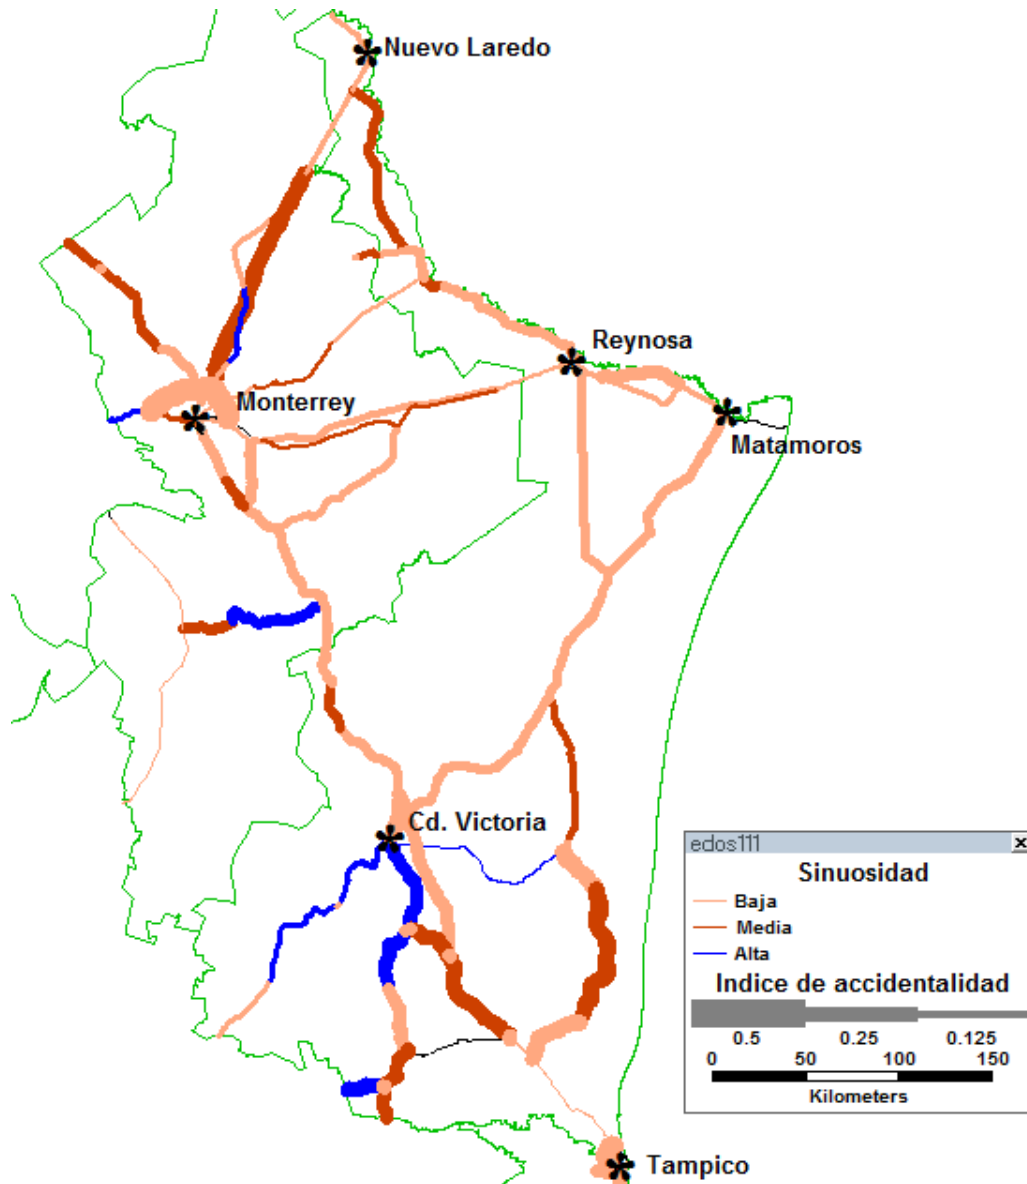 Nuevo Laredo
Reynosa
Monterrey
Matamoros
Cd. Victoria
edos111
Sinuosidad
Baja
Media
Alta
Indice de accidentalidad
0.5 0.25 0.125
0 50 100 150
Kilometers
Tampico